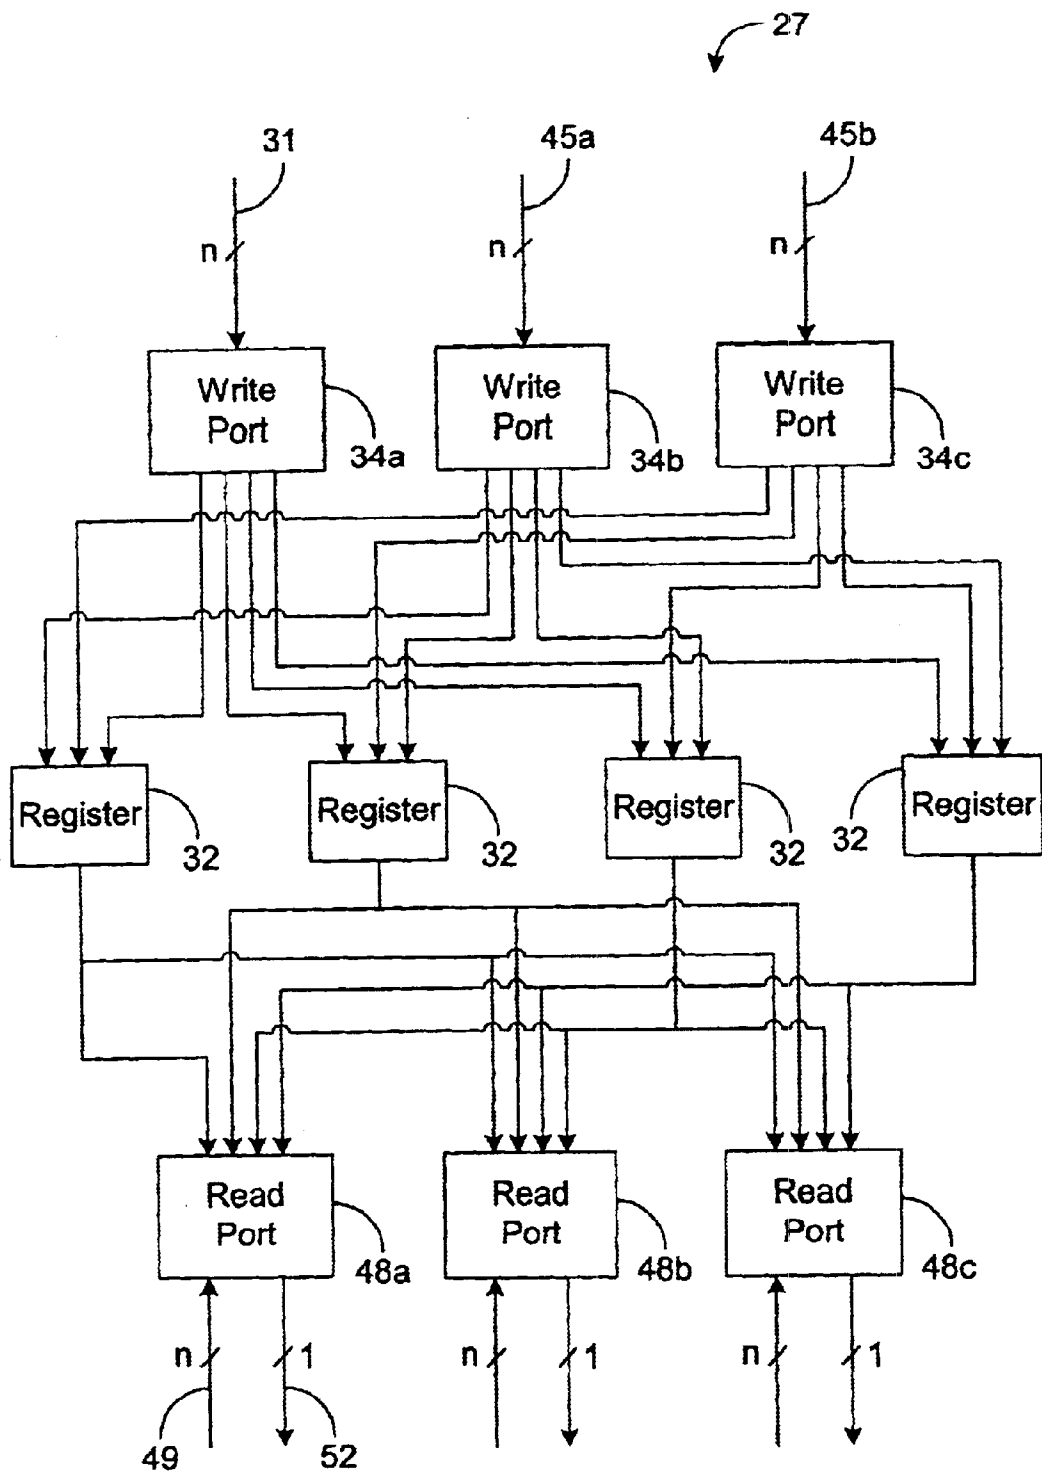 27
31
45a
45b
n
n
n
Write
Port
Write
Port
Write
Port
34a
34b
34c
Register
Register
Register
Register
32
32
32
32
Read
Port
Read
Port
Read
Port
48a
48b
48c
n
1
n
1
n
1
49
52